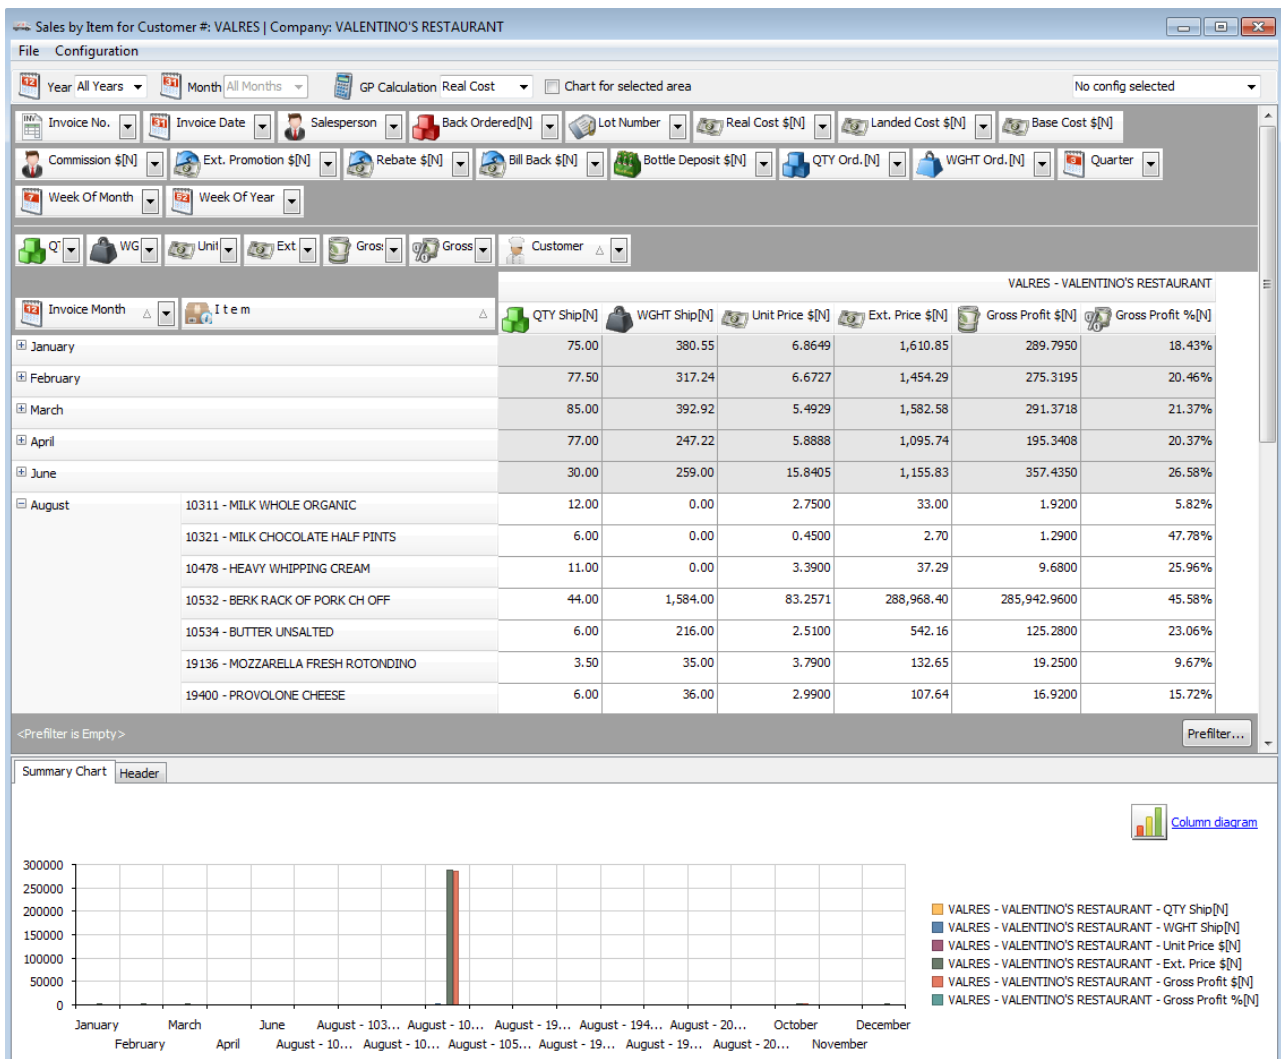 Sales by Item for Customer #: VALRES | Company: VALENTINO'S RESTAURANT
File Configuration
12 Year All Years 31 Month All Months GP Calculation Real Cost Chart for selected area No config selected
INV Invoice No. 31 Invoice Date Salesperson Back Ordered[N] Lot Number Real Cost $[N] Landed Cost $[N] Base Cost $[N]
Commission $[N] Ext. Promotion $[N] Rebate $[N] Bill Back $[N] Bottle Deposit $[N] QTY Ord.[N] WGHT Ord.[N] Quarter
7 Week Of Month 52 Week Of Year
WG Unit Ext Gross Customer
VALRES - VALENTINO'S RESTAURANT
12 Invoice Month Item QTY Ship[N] WGHT Ship[N] Unit Price $[N] Ext. Price $[N] Gross Profit $[N] Gross Profit %[N]
January 75.00 380.55 6.8649 1,610.85 289.7950 18.43%
February 77.50 317.24 6.6727 1,454.29 275.3195 20.46%
March 85.00 392.92 5.4929 1,582.58 291.3718 21.37%
April 77.00 247.22 5.8888 1,095.74 195.3408 20.37%
June 30.00 259.00 15.8405 1,155.83 357.4350 26.58%
August 10311 - MILK WHOLE ORGANIC 12.00 0.00 2.7500 33.00 1.9200 5.82%
10321 - MILK CHOCOLATE HALF PINTS 6.00 0.00 0.4500 2.70 1.2900 47.78%
10478 - HEAVY WHIPPING CREAM 11.00 0.00 3.3900 37.29 9.6800 25.96%
10532 - BERK RACK OF PORK CH OFF 44.00 1,584.00 83.2571 288,968.40 285,942.9600 45.58%
10534 - BUTTER UNSALTED 6.00 216.00 2.5100 542.16 125.2800 23.06%
19136 - MOZZARELLA FRESH ROTONDINO 3.50 35.00 3.7900 132.65 19.2500 9.67%
19400 - PROVOLONE CHEESE 6.00 36.00 2.9900 107.64 16.9200 15.72%
<Prefilter is Empty> Prefilter...
Summary Chart Header
Column diagram
300000
250000
200000
150000
100000
50000
0
VALRES - VALENTINO'S RESTAURANT - QTY Ship[N]
VALRES - VALENTINO'S RESTAURANT - WGHT Ship[N]
VALRES - VALENTINO'S RESTAURANT - Unit Price $[N]
VALRES - VALENTINO'S RESTAURANT - Ext. Price $[N]
VALRES - VALENTINO'S RESTAURANT - Gross Profit $[N]
VALRES - VALENTINO'S RESTAURANT - Gross Profit %[N]
January March June August - 103... August - 10... August - 19... August - 194... August - 20... October December
February April August - 10... August - 10... August - 105... August - 19... August - 19... August - 20... November